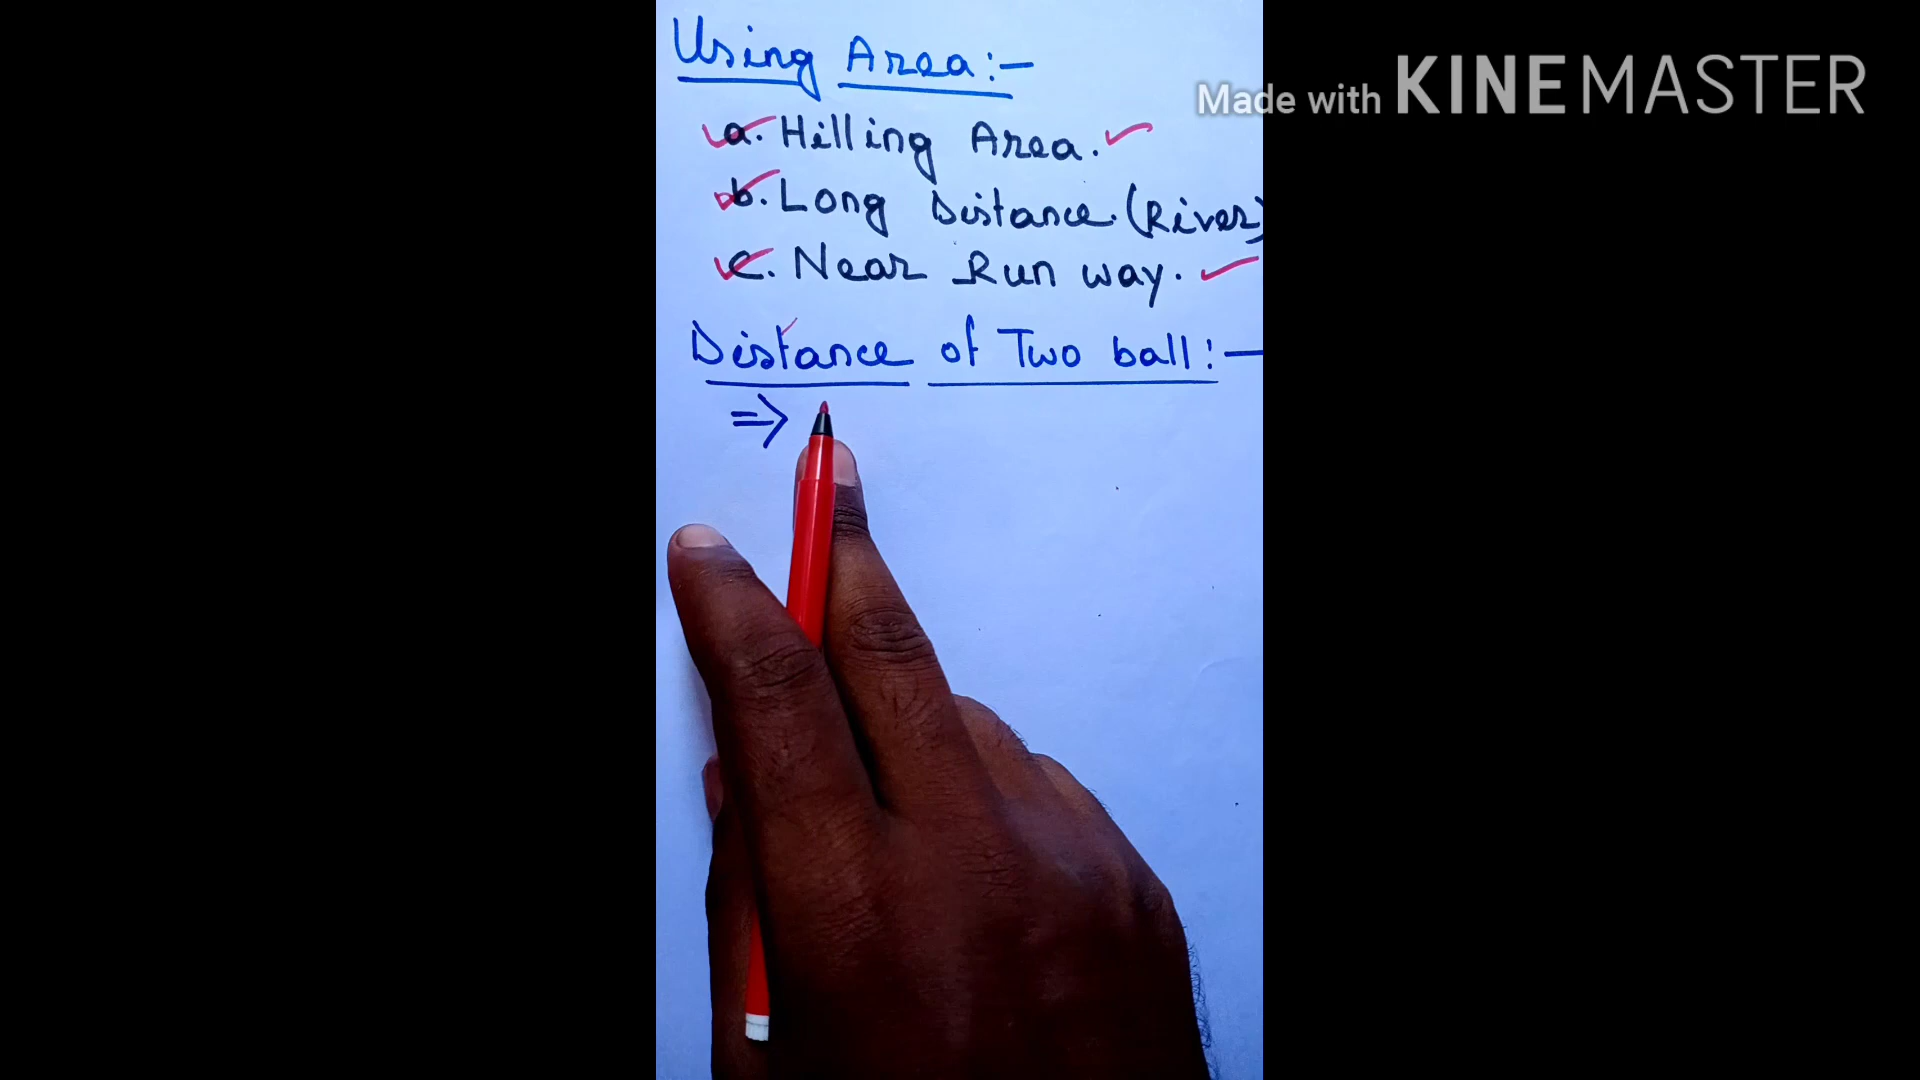 Using Area:-
Made with KINEMASTER
a. Hilling Area.
b. Long Distance. (River)
c. Near Run way.
Distance of Two ball:-
⇒